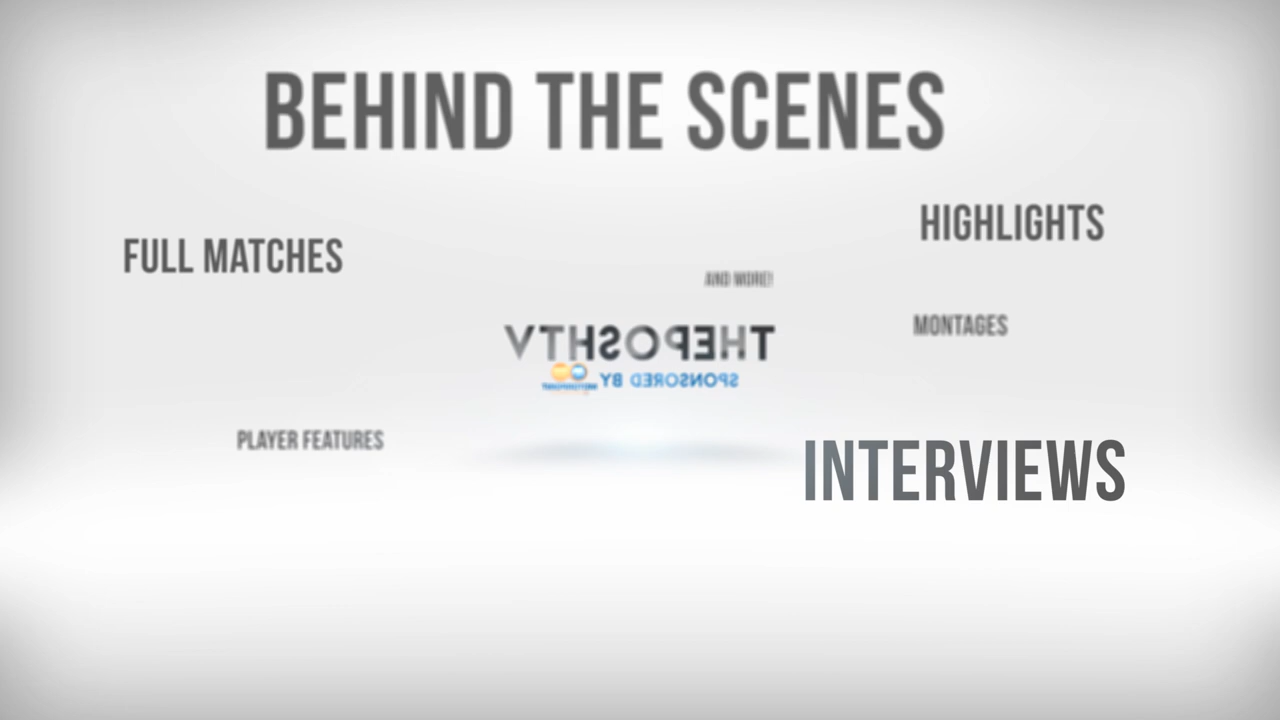 BEHIND THE SCENES
HIGHLIGHTS
FULL MATCHES
AND MORE!
MONTAGES
THEPOSHTV
SPONSORED BY
PLAYER FEATURES
INTERVIEWS